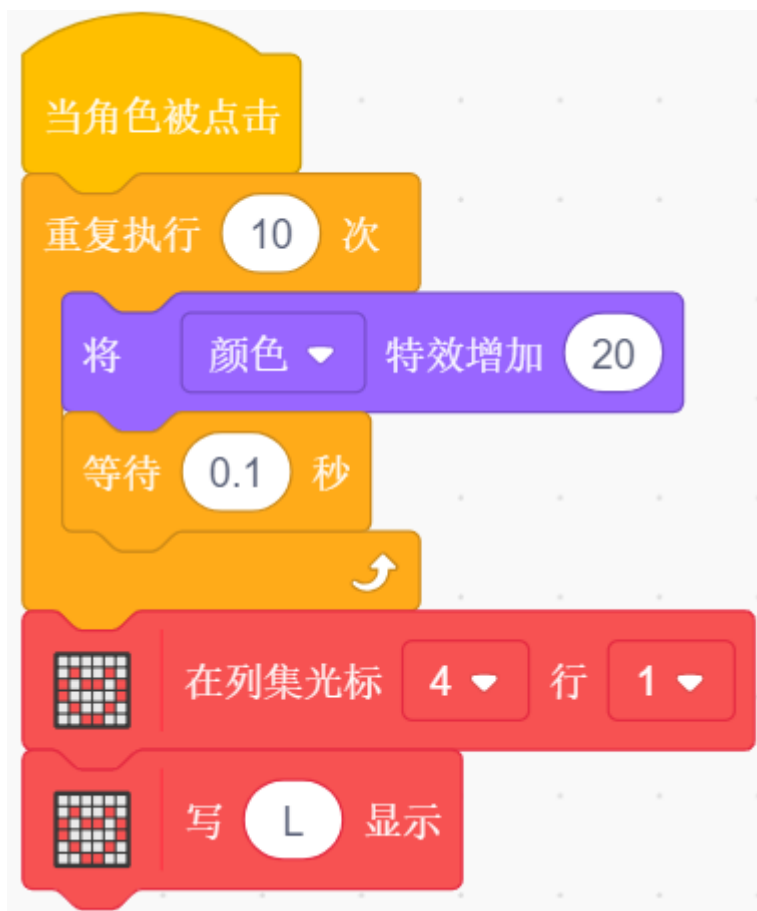 当角色被点击
重复执行 10 次
将 颜色 特效增加 20
等待 0.1 秒
在列集光标 4 行 1
写 L 显示